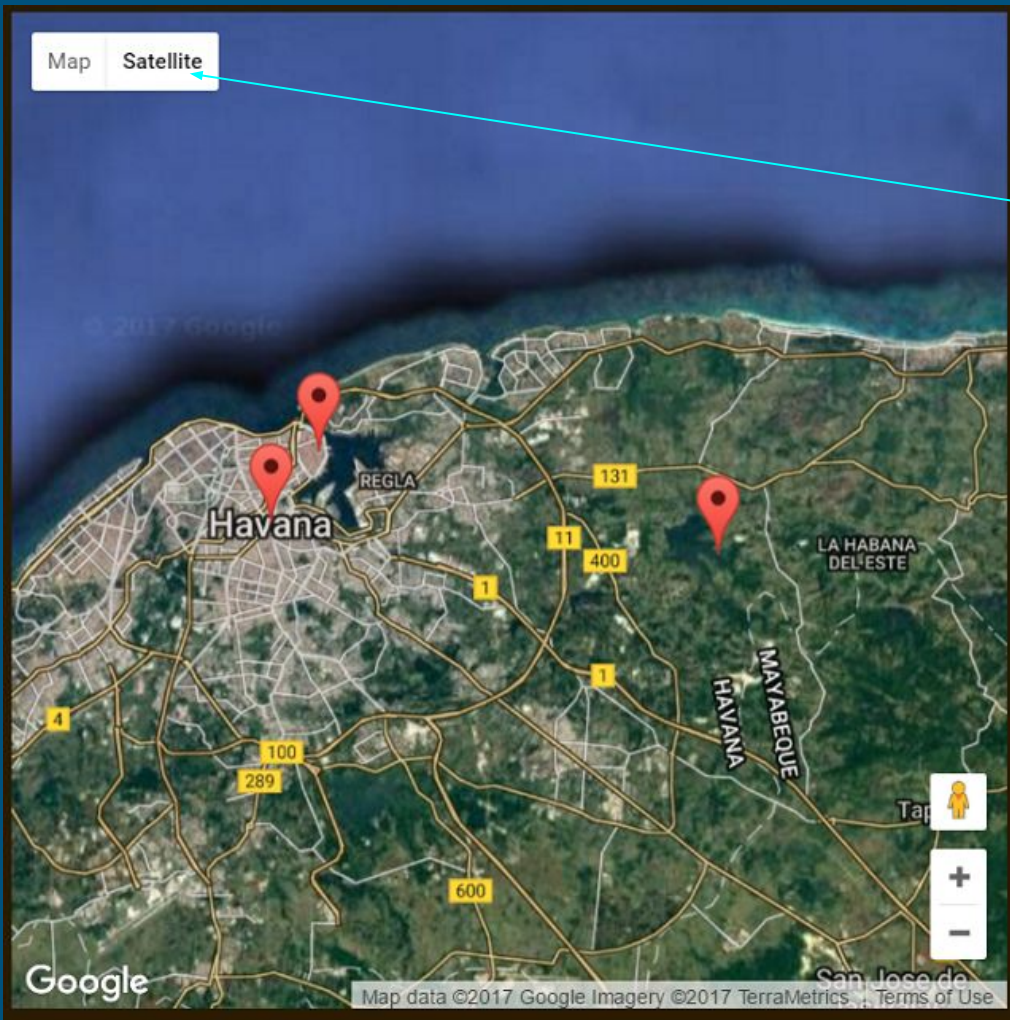 Map Satellite
© 2017 Google
REGLA
131
Havana
11
LA HABANA
DEL ESTE
400
1
1
MAYABEQUE
HAVANA
4
100
289
Tap
600
San Jose de
Google
Map data ©2017 Google Imagery ©2017 TerraMetrics Terms of Use